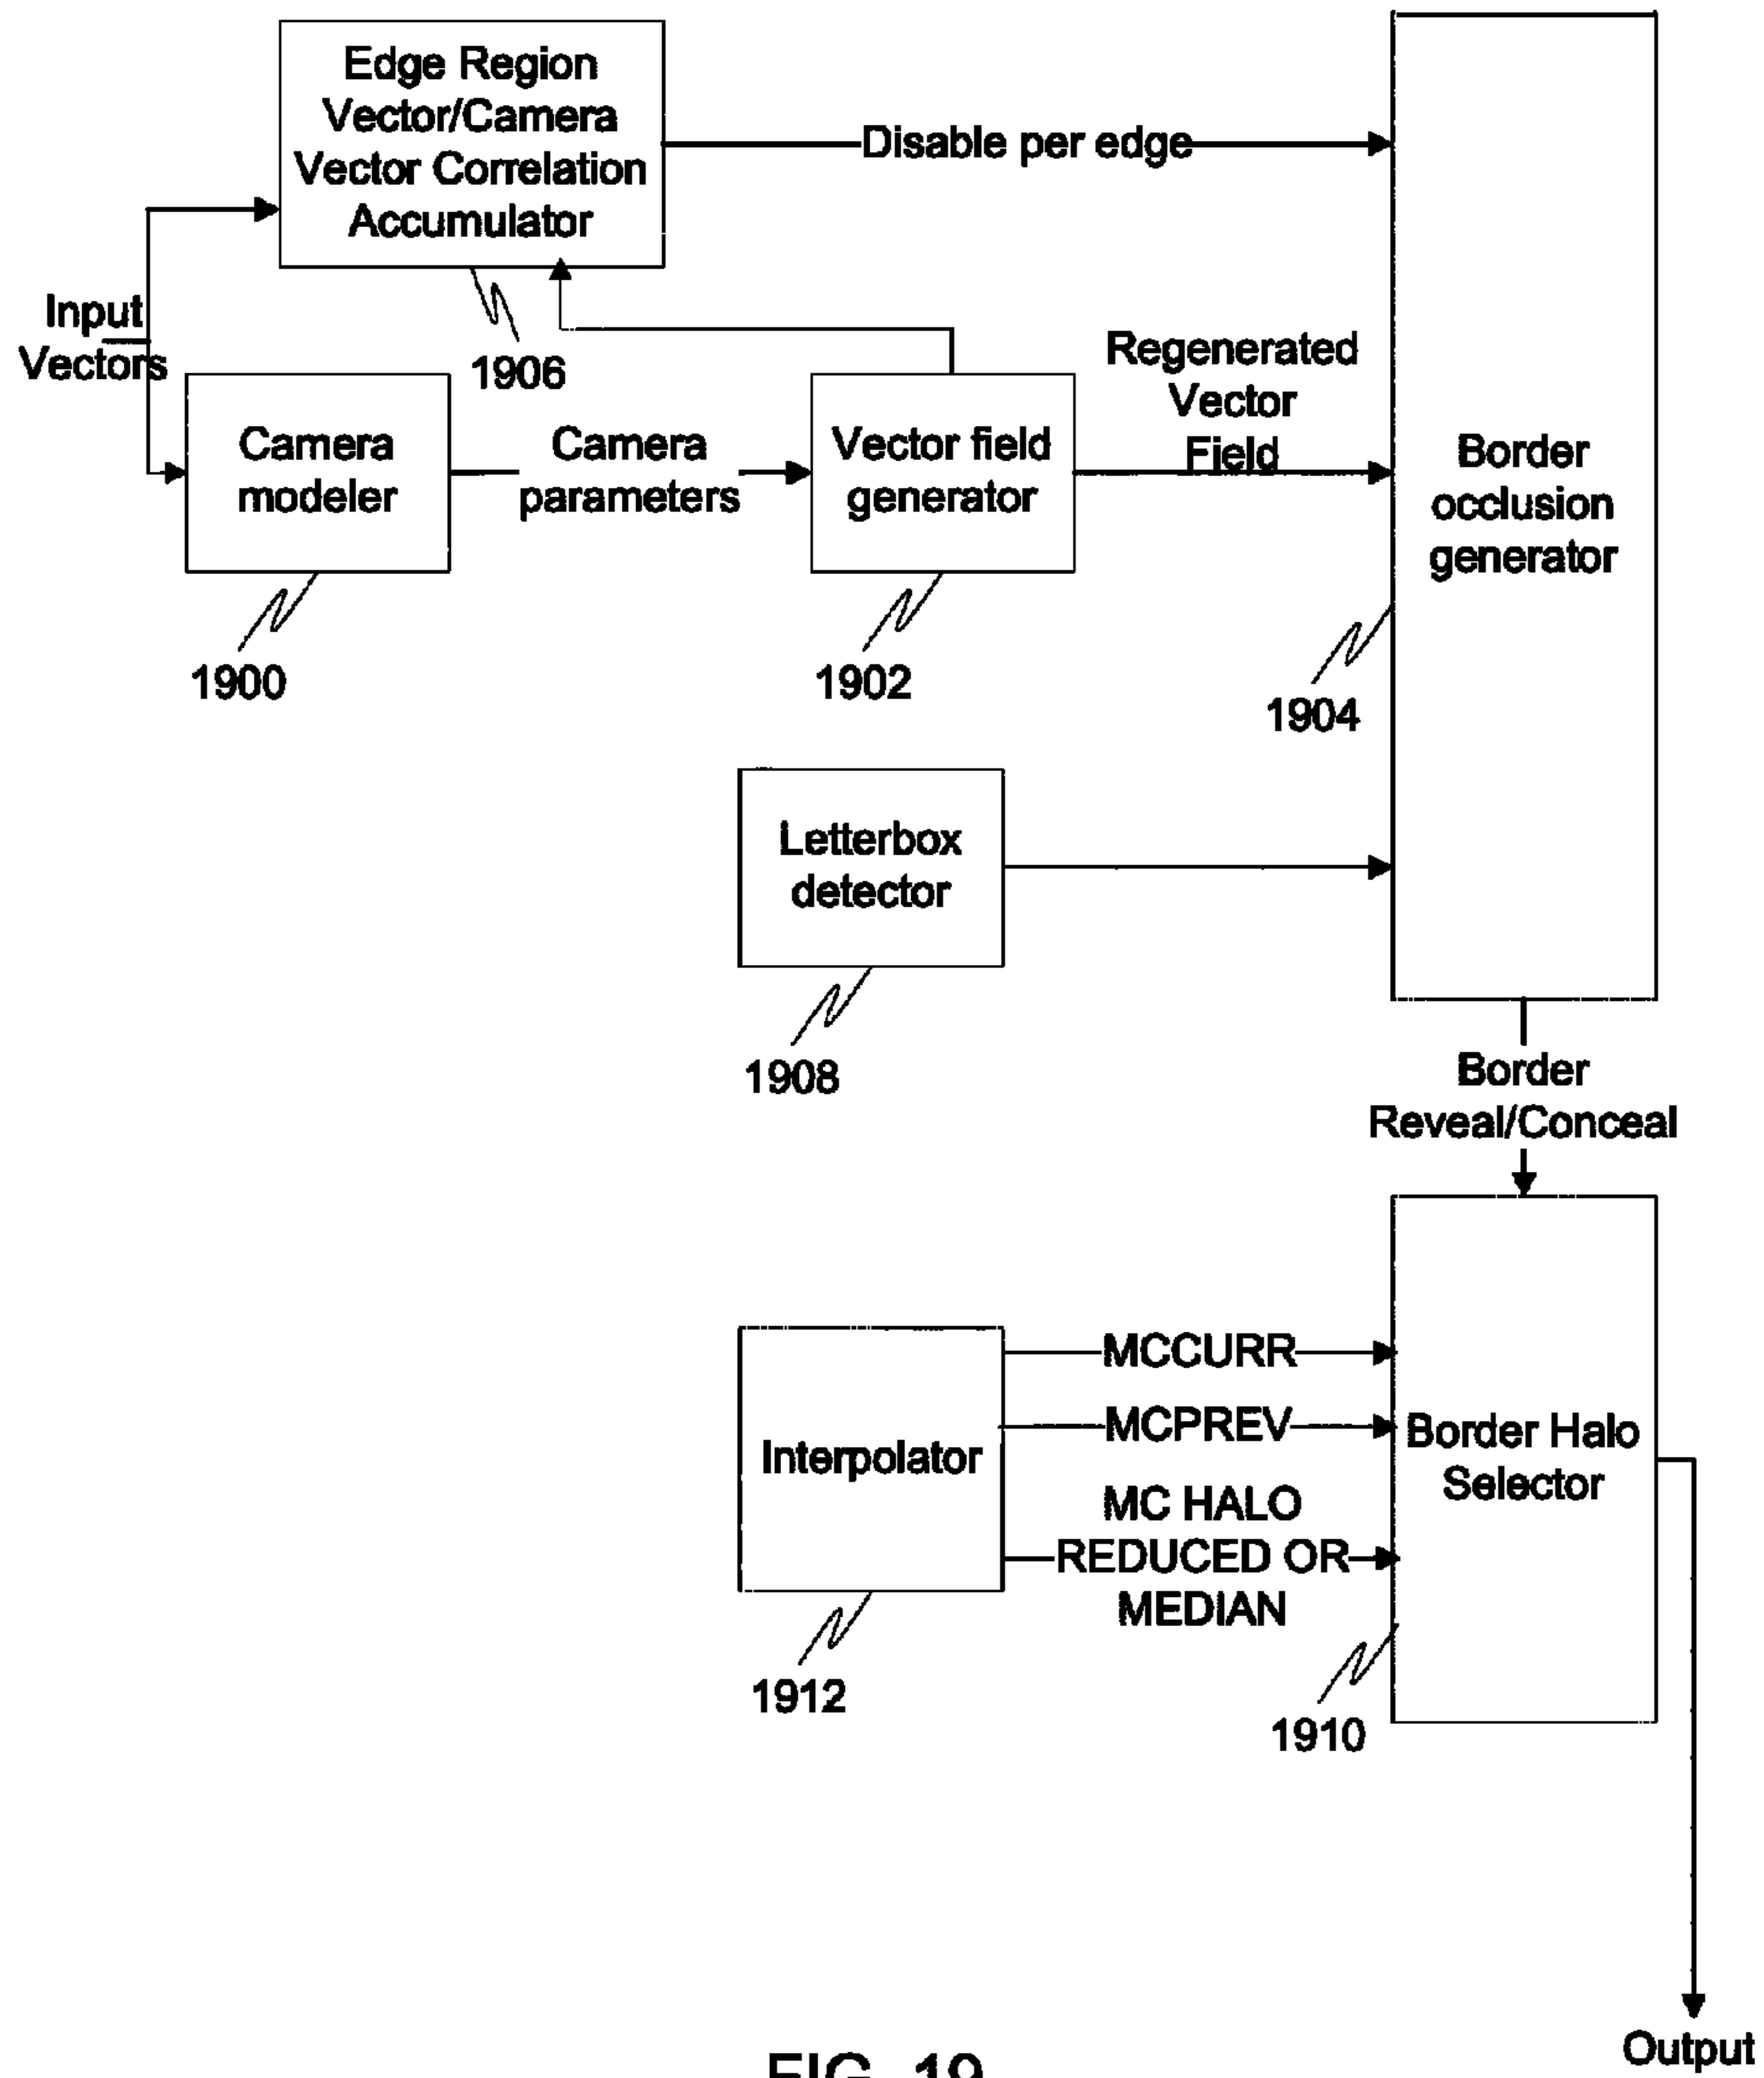 Edge Region
Vector/Camera
Vector Correlation
Accumulator
Disable per edge
Input
Vectors
1906
Regenerated
Vector
Field
Camera
modeler
Camera
parameters
Vector field
generator
Border
occlusion
generator
1900
1902
1904
Letterbox
detector
1908
Border
Reveal/Conceal
MCCURR
MCPREV
Interpolator
MC HALO
REDUCED OR
MEDIAN
Border Halo
Selector
1912
1910
Output
FIG. 19